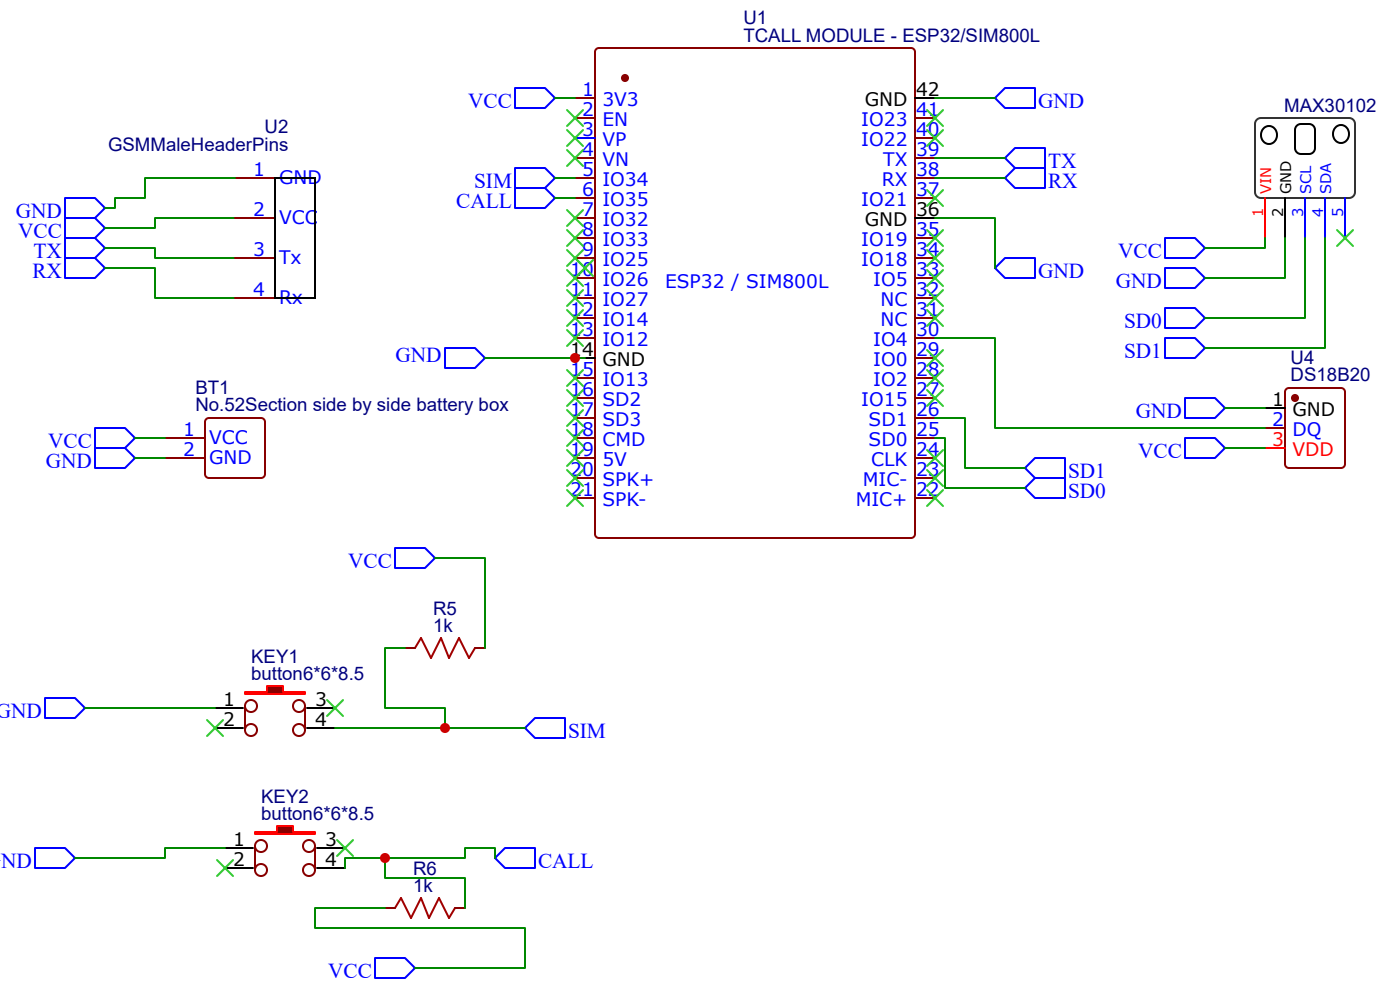 U1
TCALL MODULE - ESP32/SIM800L
VCC
1 3V3
2 EN
3 VP
4 VN
SIM 5 IO34
CALL 6 IO35
7 IO32
8 IO33
9 IO25
10 IO26
11 IO27
12 IO14
13 IO12
GND 14 GND
15 IO13
16 SD2
17 SD3
18 CMD
19 5V
20 SPK+
21 SPK-
ESP32 / SIM800L
GND 42 GND
IO23 41
IO22 40
TX 39 TX
RX 38 RX
IO21 37
GND 36 GND
IO19 35
IO18 34
IO5 33
NC 32
NC 31
IO4 30
IO0 29
IO2 28
IO15 27
SD1 26 SD1
SD0 25 SD0
CLK 24
MIC- 23
MIC+ 22
U2
GSMMaleHeaderPins
GND 1 GND
VCC 2 VCC
TX 3 Tx
RX 4 Rx
BT1
No.52Section side by side battery box
VCC 1 VCC
GND 2 GND
MAX30102
VIN GND SCL SDA
1 2 3 4 5
VCC
GND
SD0
SD1
U4
DS18B20
GND 1 GND
2 DQ
VCC 3 VDD
VCC
R5
1k
KEY1
button6*6*8.5
GND 1 3
2 4 SIM
KEY2
button6*6*8.5
ND 1 3
2 4 CALL
R6
1k
VCC